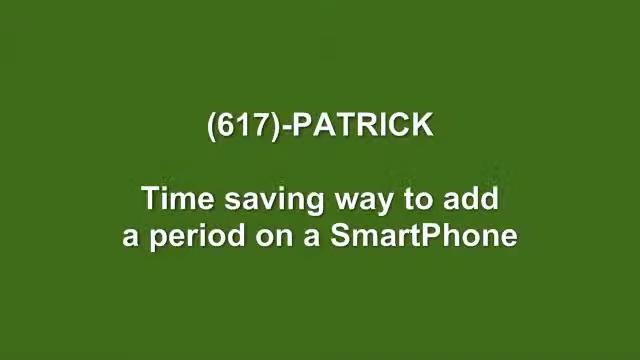 (617)-PATRICK
Time saving way to add
a period on a SmartPhone